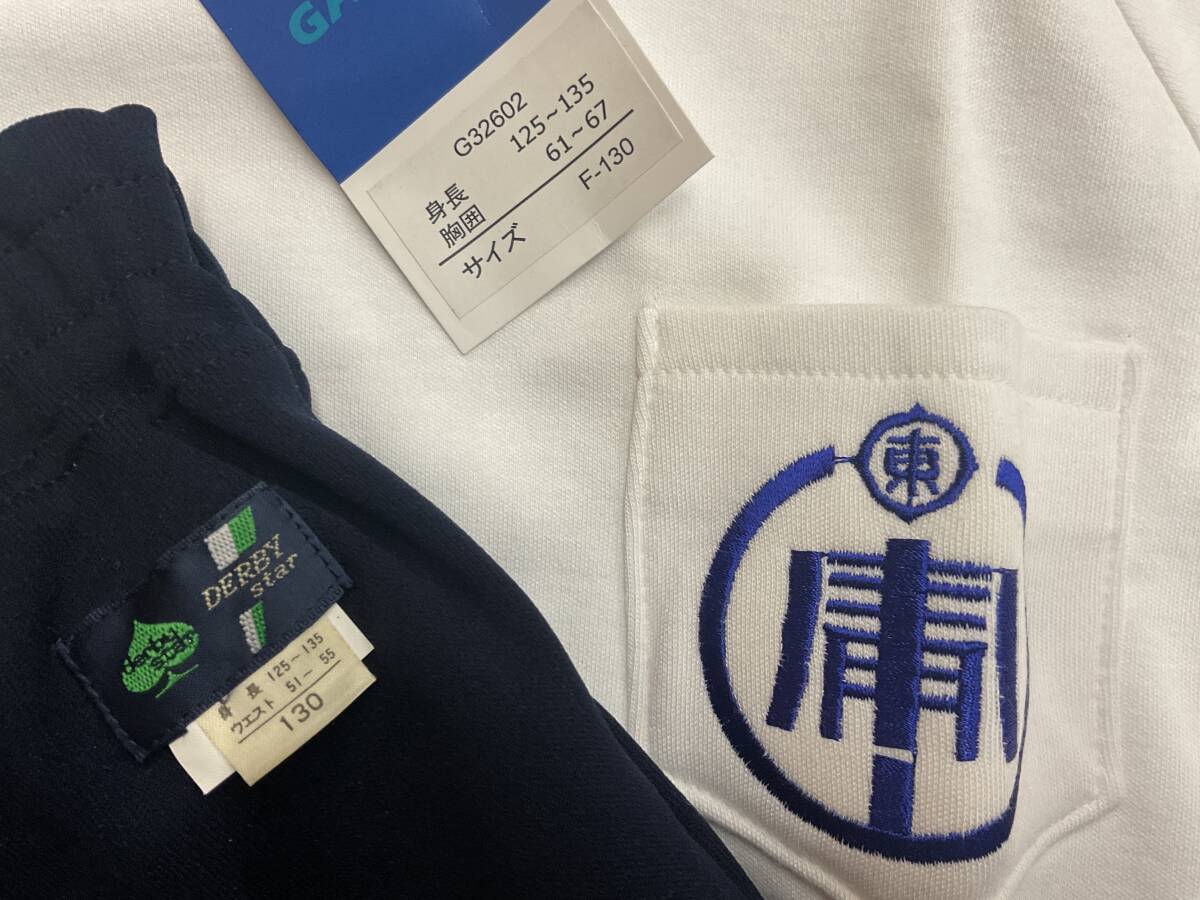 GA
G32602
身長 125～135
胸囲 61～67
サイズ F-130
東
DERBY
star
derby
star
身長 125～135
ウエスト 51～55
130